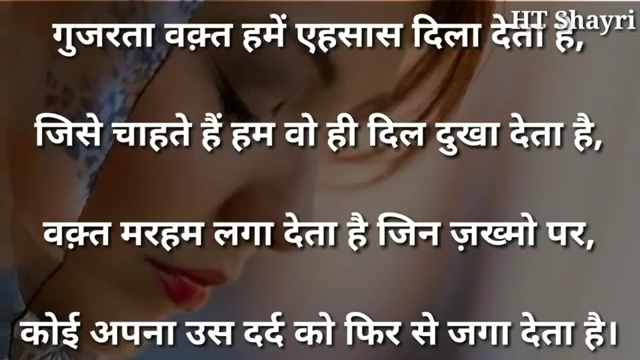 HT Shayri
गुजरता वक़्त हमें एहसास दिला देता है,
जिसे चाहते हैं हम वो ही दिल दुखा देता है,
वक़्त मरहम लगा देता है जिन ज़ख्मो पर,
कोई अपना उस दर्द को फिर से जगा देता है।